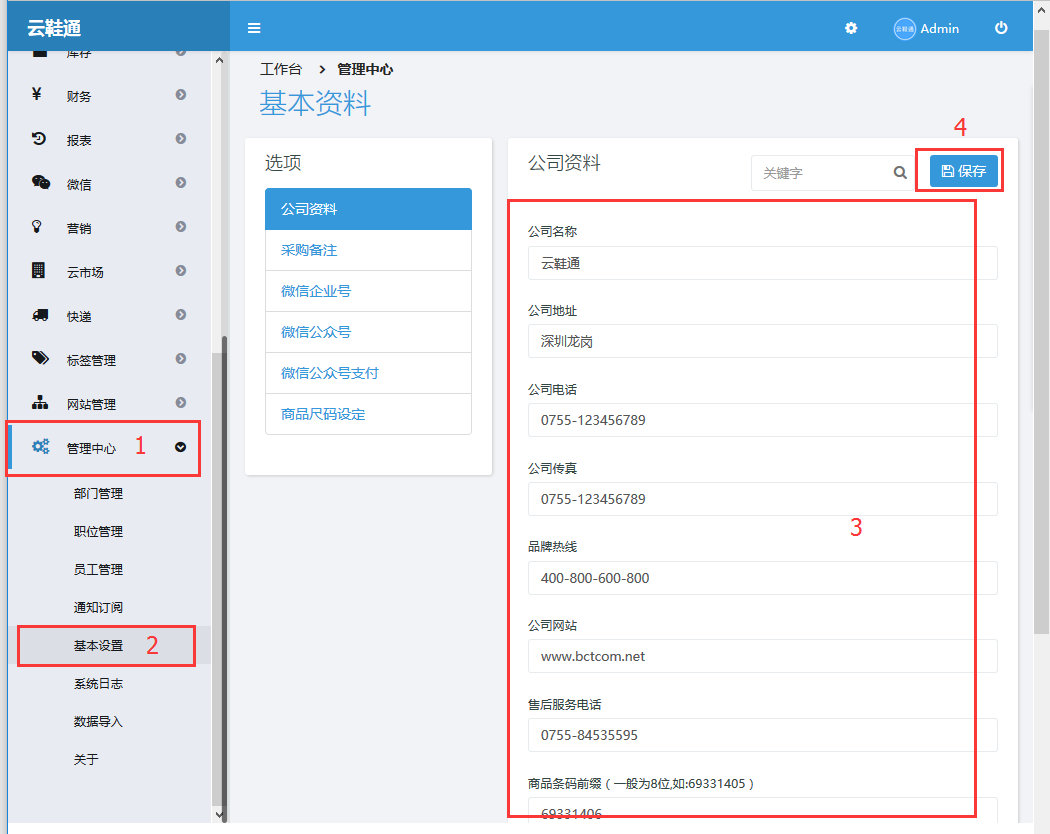 云鞋通
Admin
库存
财务
报表
微信
营销
云市场
快递
标签管理
网站管理
管理中心 1
部门管理
职位管理
员工管理
通知订阅
基本设置 2
系统日志
数据导入
关于
工作台 > 管理中心
基本资料
选项
公司资料
采购备注
微信企业号
微信公众号
微信公众号支付
商品尺码设定
4
公司资料
关键字
保存
公司名称
云鞋通
公司地址
深圳龙岗
公司电话
0755-123456789
公司传真
0755-123456789
3
品牌热线
400-800-600-800
公司网站
www.bctcom.net
售后服务电话
0755-84535595
商品条码前缀（一般为8位,如:69331405）
69331406